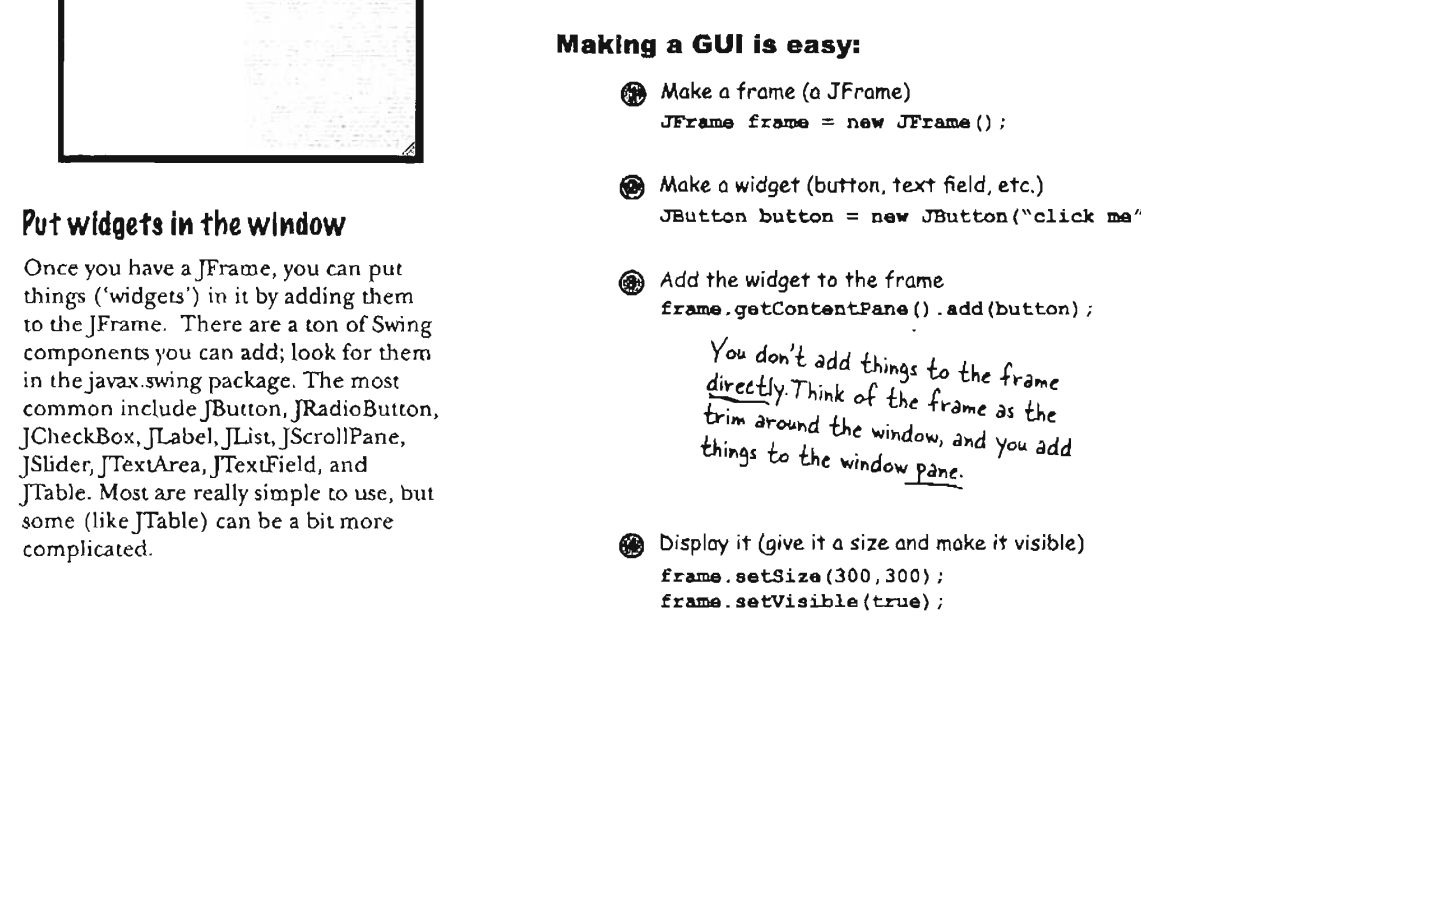 Put widgets in the window
Once you have a JFrame, you can put
things (‘widgets’) in it by adding them
to the JFrame. There are a ton of Swing
components you can add; look for them
in the javax.swing package. The most
common include JButton, JRadioButton,
JCheckBox, JLabel, JList, JScrollPane,
JSlider, JTextArea, JTextField, and
JTable. Most are really simple to use, but
some (like JTable) can be a bit more
complicated.
Making a GUI is easy:
1 Make a frame (a JFrame)
JFrame frame = new JFrame();
2 Make a widget (button, text field, etc.)
JButton button = new JButton(“click me”
3 Add the widget to the frame
frame.getContentPane().add(button);
You don't add things to the frame
directly. Think of the frame as the
trim around the window, and you add
things to the window pane.
4 Display it (give it a size and make it visible)
frame.setSize(300,300);
frame.setVisible(true);